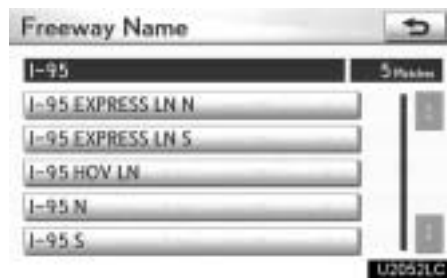 Freeway Name
I-95
5 Matches
I-95 EXPRESS LN N
I-95 EXPRESS LN S
I-95 HOV LN
I-95 N
I-95 S
U2052LC